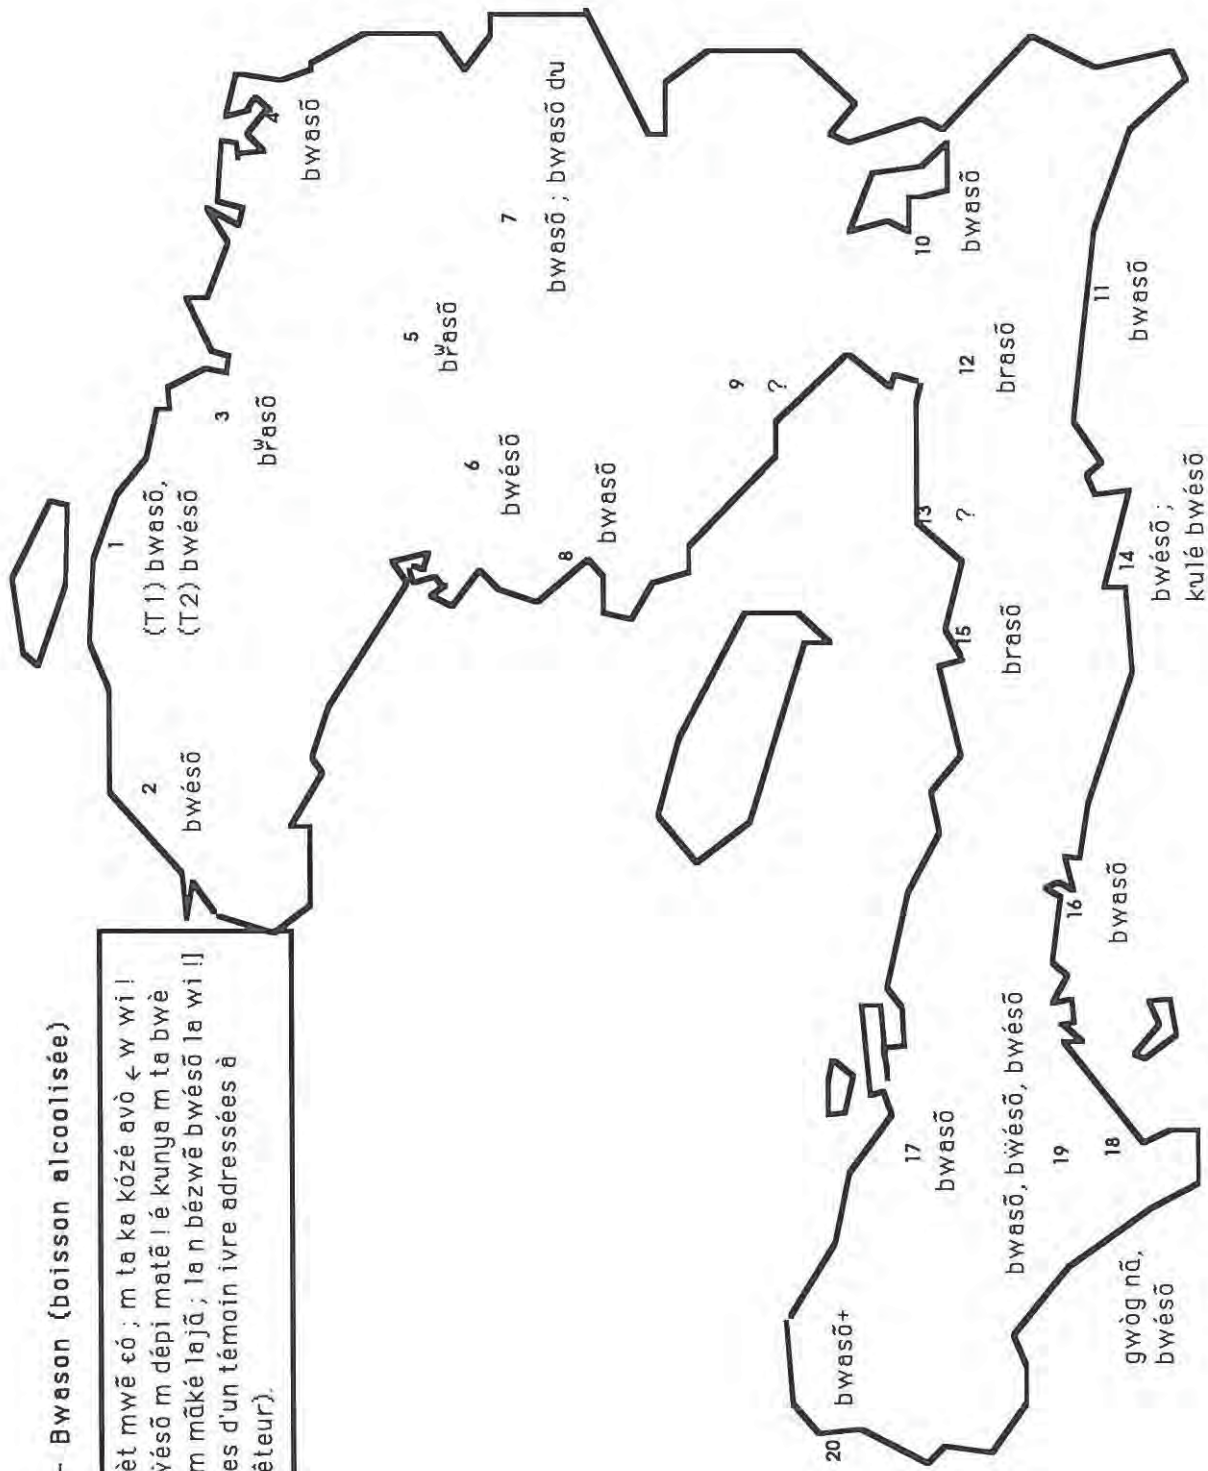 - Bwason (boisson alcoolisée)
èt mwẽ ɛó ; m ta ka kózé avò ← w wi !
ẅésõ m dépi matẽ ! é kunya m ta bwè
m mãké lajã ; la n bézwẽ bwésõ la wi !]
es d'un témoin ivre adressées à
êteur).
1
(T1) bwasõ,
(T2) bwésõ
2
bwésõ
3
bʷrasõ
4
bwasõ
5
bʷrasõ
6
bwésõ
7
bwasõ ; bwasõ du
8
bwasõ
9
?
10
bwasõ
11
bwasõ
12
brasõ
13
?
14
bwésõ ;
kulé bwésõ
15
brasõ
16
bwasõ
17
bwasõ
bwasõ, bẅésõ, bwésõ
19
18
gwòg nã,
bwésõ
bwasõ+
20